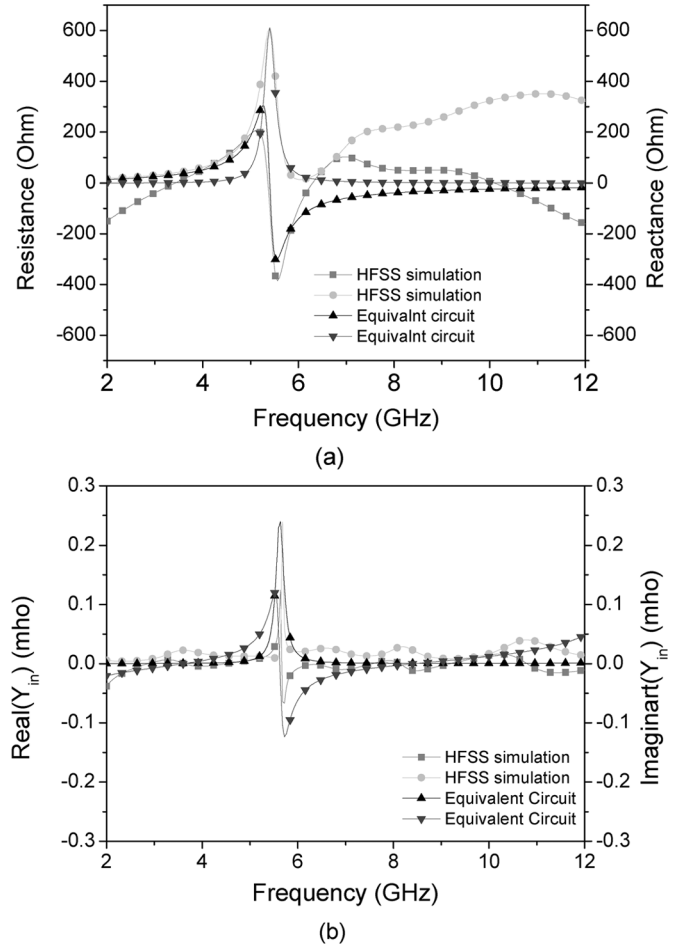 600
400
200
0
-200
-400
-600
Resistance (Ohm)
600
400
200
0
-200
-400
-600
Reactance (Ohm)
HFSS simulation
HFSS simulation
Equivalnt circuit
Equivalnt circuit
2 4 6 8 10 12
Frequency (GHz)
(a)
0.3
0.2
0.1
0.0
-0.1
-0.2
-0.3
Real(Yin) (mho)
0.3
0.2
0.1
0.0
-0.1
-0.2
-0.3
Imaginart(Yin) (mho)
HFSS simulation
HFSS simulation
Equivalent Circuit
Equivalent Circuit
2 4 6 8 10 12
Frequency (GHz)
(b)